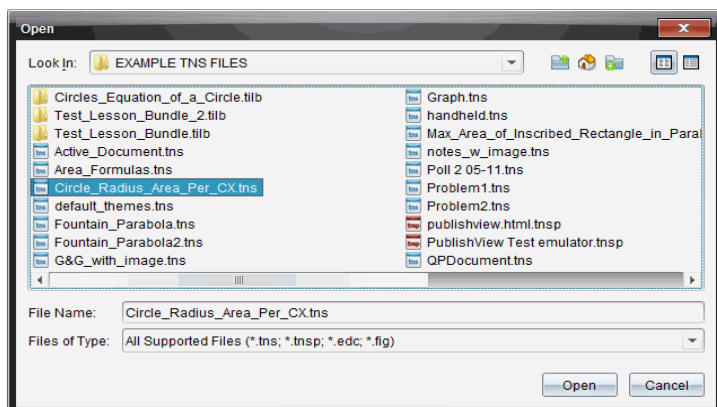 Open
Look In: EXAMPLE TNS FILES
Circles_Equation_of_a_Circle.tilb
Test_Lesson_Bundle_2.tilb
Test_Lesson_Bundle.tilb
Active_Document.tns
Area_Formulas.tns
Circle_Radius_Area_Per_CX.tns
default_themes.tns
Fountain_Parabola.tns
Fountain_Parabola2.tns
G&G_with_image.tns
Graph.tns
handheld.tns
Max_Area_of_Inscribed_Rectangle_in_Paral
notes_w_image.tns
Poll 2 05-11.tns
Problem1.tns
Problem2.tns
publishview.html.tnsp
PublishView Test emulator.tnsp
QPDocument.tns
File Name: Circle_Radius_Area_Per_CX.tns
Files of Type: All Supported Files (*.tns; *.tnsp; *.edc; *.fig)
Open Cancel